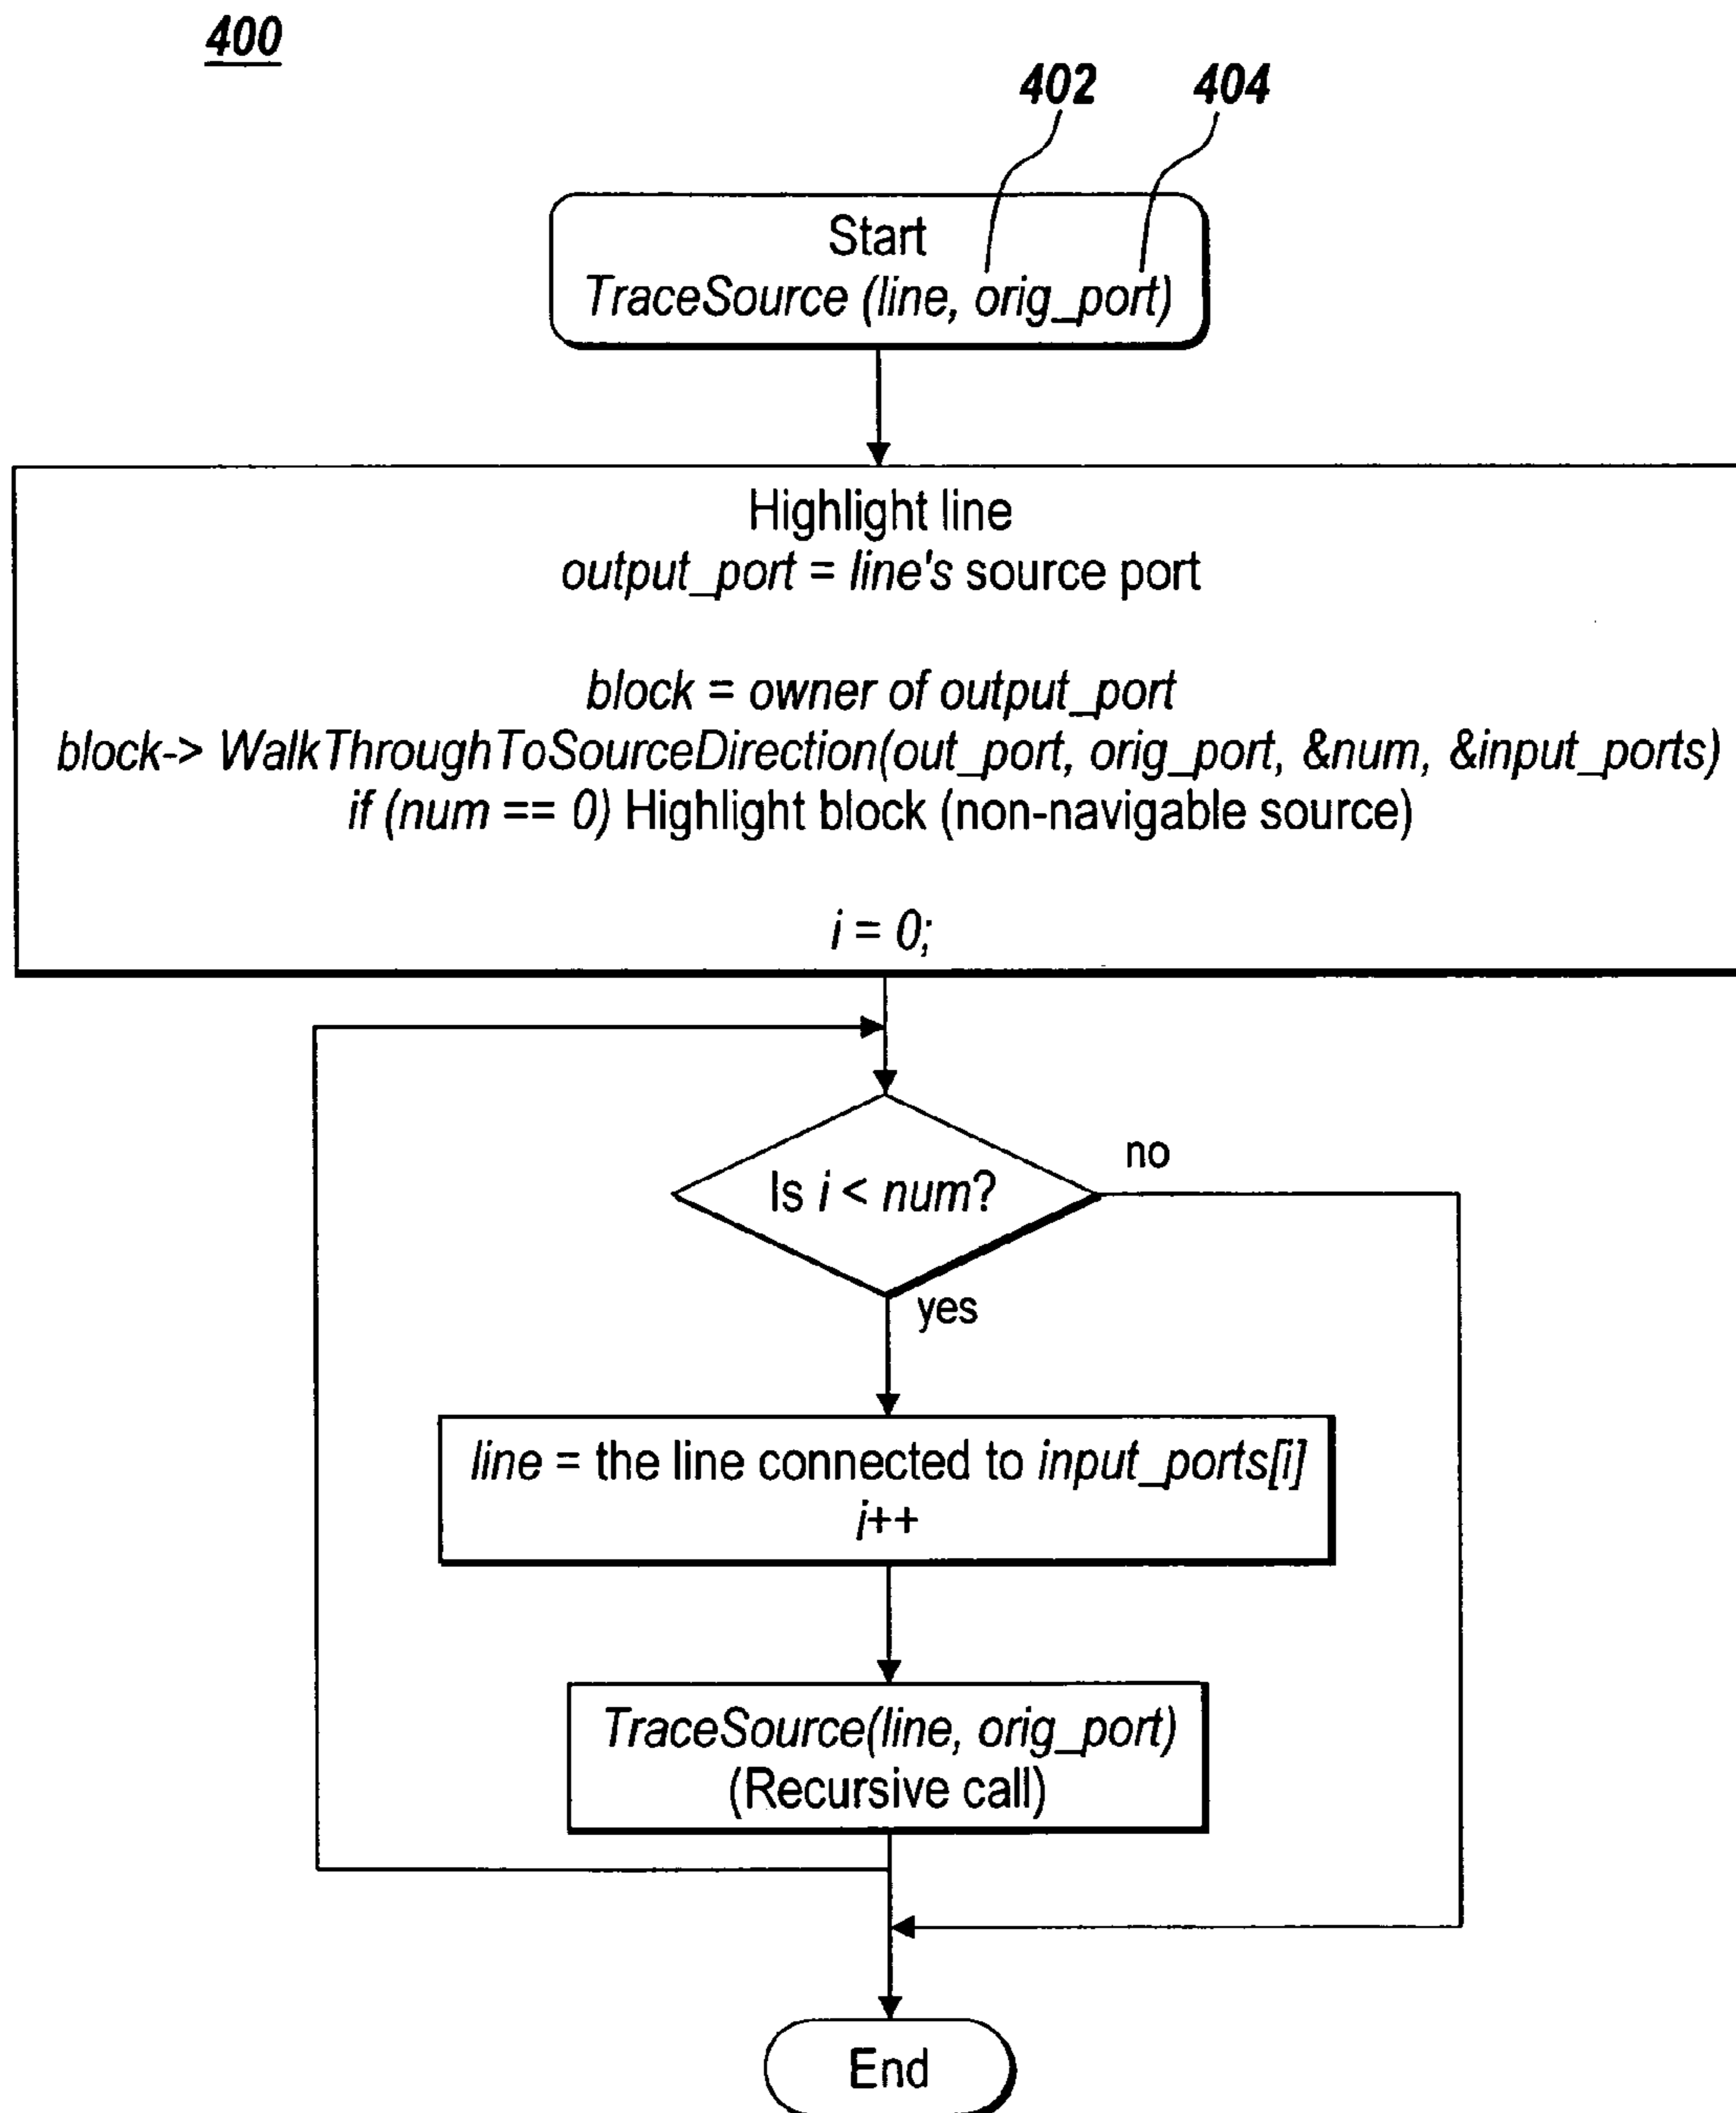 400
402
404
Start
TraceSource (line, orig_port)
Highlight line
output_port = line's source port
block = owner of output_port
block-> WalkThroughToSourceDirection(out_port, orig_port, &num, &input_ports)
if (num == 0) Highlight block (non-navigable source)
i = 0;
no
Is i < num?
yes
line = the line connected to input_ports[i]
i++
TraceSource(line, orig_port)
(Recursive call)
End